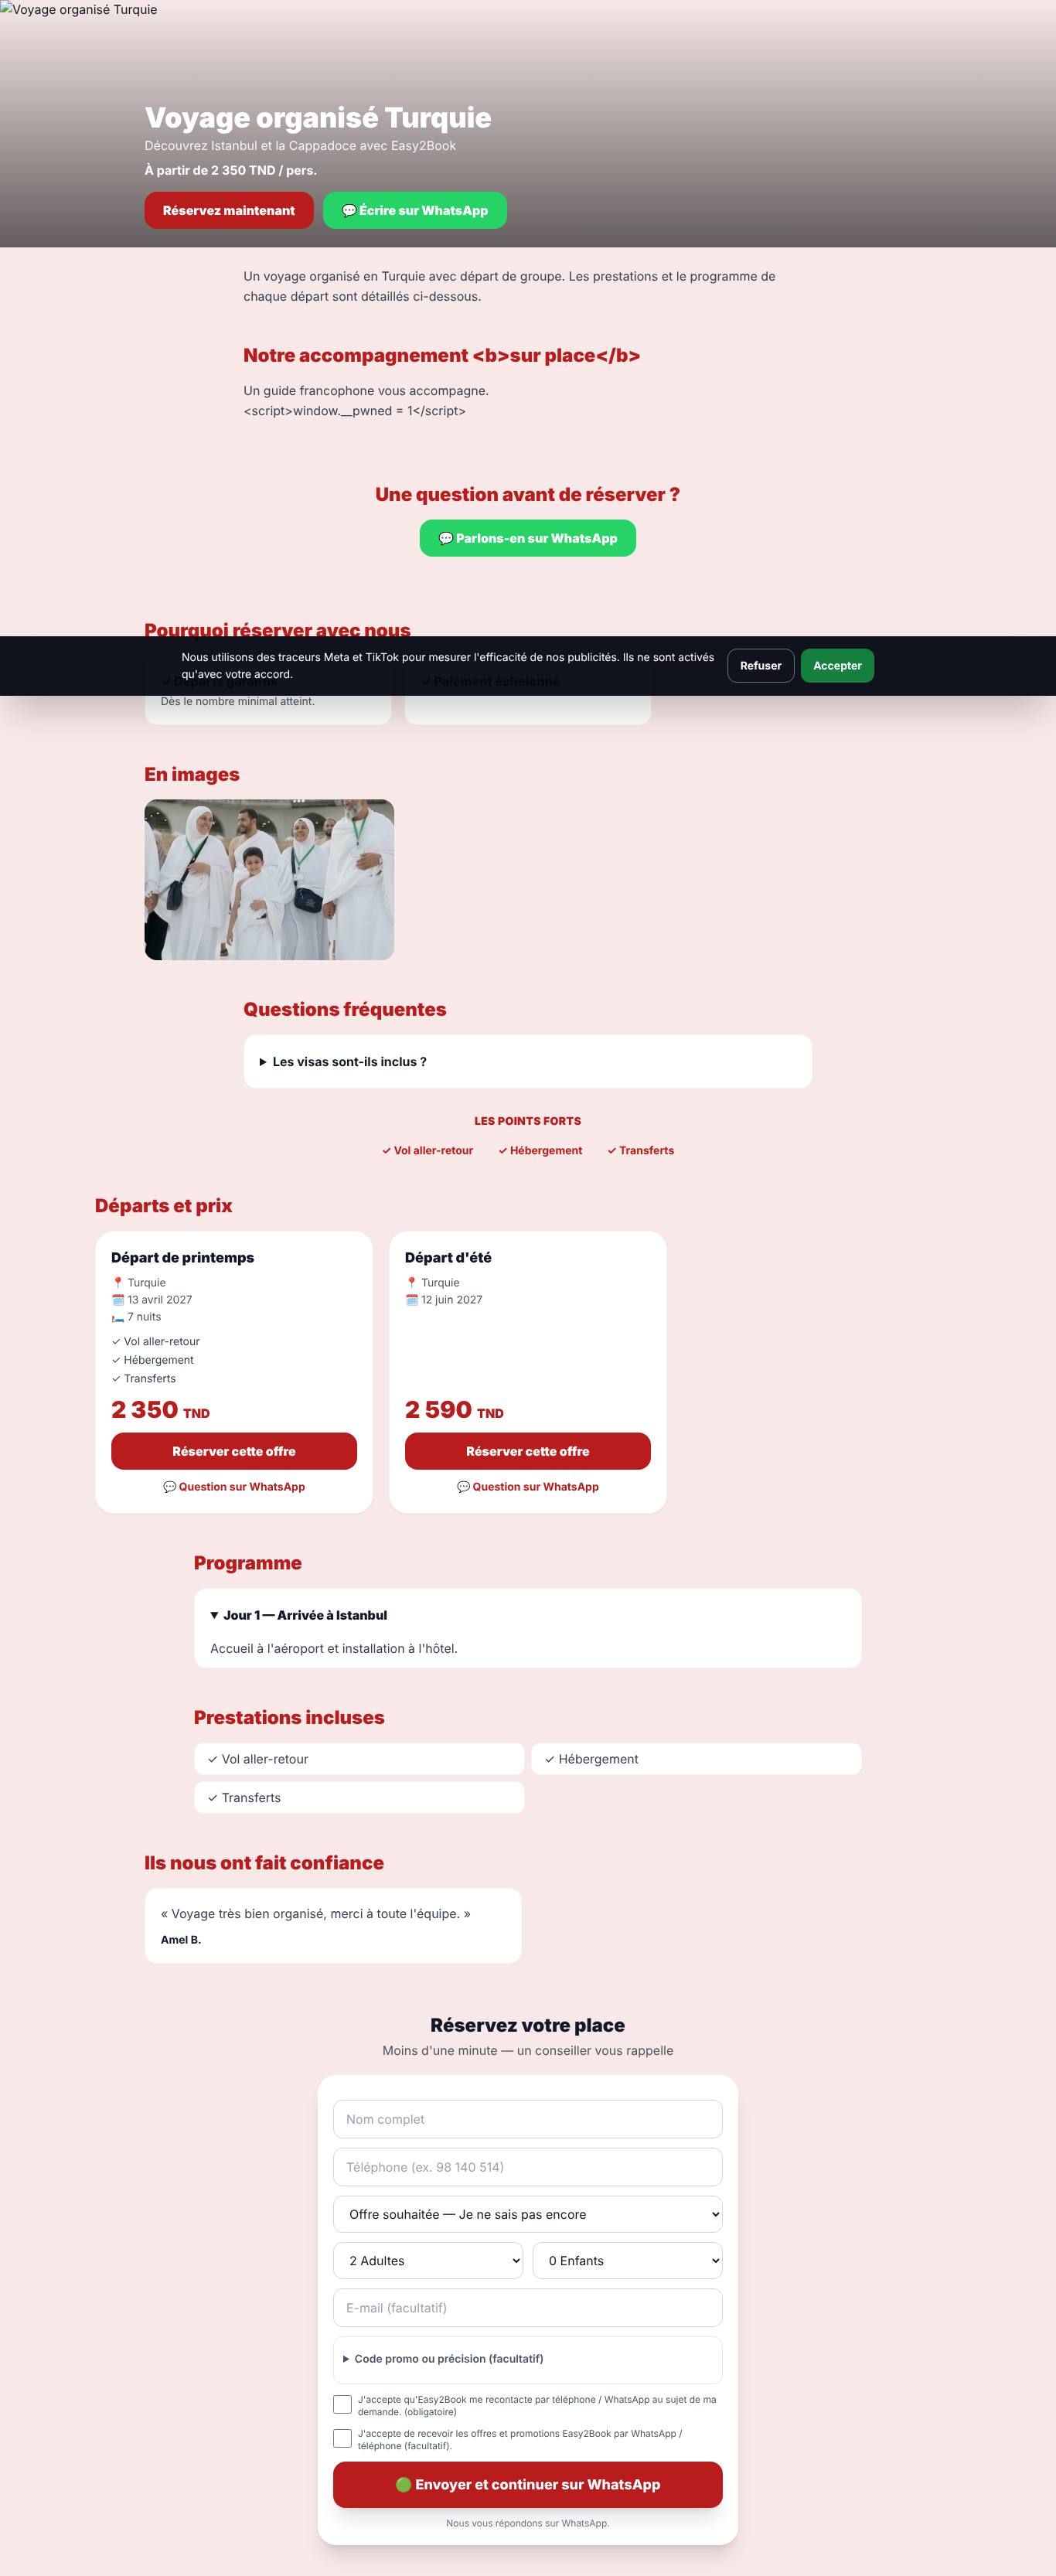 Voyage organisé Turquie
Voyage organisé Turquie
Découvrez Istanbul et la Cappadoce avec Easy2Book
À partir de 2 350 TND / pers.
Réservez maintenant
💬 Écrire sur WhatsApp
Un voyage organisé en Turquie avec départ de groupe. Les prestations et le programme de
chaque départ sont détaillés ci-dessous.
Notre accompagnement <b>sur place</b>
Un guide francophone vous accompagne.
<script>window.__pwned = 1</script>
Une question avant de réserver ?
💬 Parlons-en sur WhatsApp
Pourquoi réserver avec nous
Nous utilisons des traceurs Meta et TikTok pour mesurer l'efficacité de nos publicités. Ils ne sont activés
qu'avec votre accord.
Refuser
Accepter
✓ Départs garantis
✓ Paiement échelonné
Dès le nombre minimal atteint.
En images
Questions fréquentes
▶ Les visas sont-ils inclus ?
LES POINTS FORTS
✓ Vol aller-retour ✓ Hébergement ✓ Transferts
Départs et prix
Départ de printemps
📍 Turquie
🗓️ 13 avril 2027
🛏️ 7 nuits
✓ Vol aller-retour
✓ Hébergement
✓ Transferts
2 350 TND
Réserver cette offre
💬 Question sur WhatsApp
Départ d'été
📍 Turquie
🗓️ 12 juin 2027
2 590 TND
Réserver cette offre
💬 Question sur WhatsApp
Programme
▼ Jour 1 — Arrivée à Istanbul
Accueil à l'aéroport et installation à l'hôtel.
Prestations incluses
✓ Vol aller-retour
✓ Hébergement
✓ Transferts
Ils nous ont fait confiance
« Voyage très bien organisé, merci à toute l'équipe. »
Amel B.
Réservez votre place
Moins d'une minute — un conseiller vous rappelle
Nom complet
Téléphone (ex. 98 140 514)
Offre souhaitée — Je ne sais pas encore
2 Adultes
0 Enfants
E-mail (facultatif)
▶ Code promo ou précision (facultatif)
J'accepte qu'Easy2Book me recontacte par téléphone / WhatsApp au sujet de ma
demande. (obligatoire)
J'accepte de recevoir les offres et promotions Easy2Book par WhatsApp /
téléphone (facultatif).
🟢 Envoyer et continuer sur WhatsApp
Nous vous répondons sur WhatsApp.